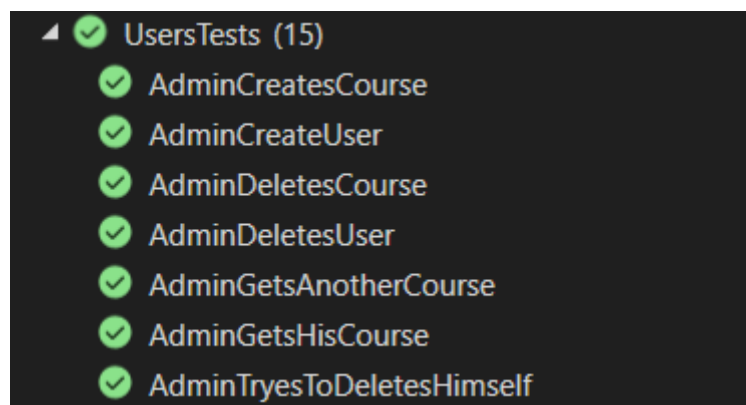 UsersTests (15)
AdminCreatesCourse
AdminCreateUser
AdminDeletesCourse
AdminDeletesUser
AdminGetsAnotherCourse
AdminGetsHisCourse
AdminTryesToDeletesHimself